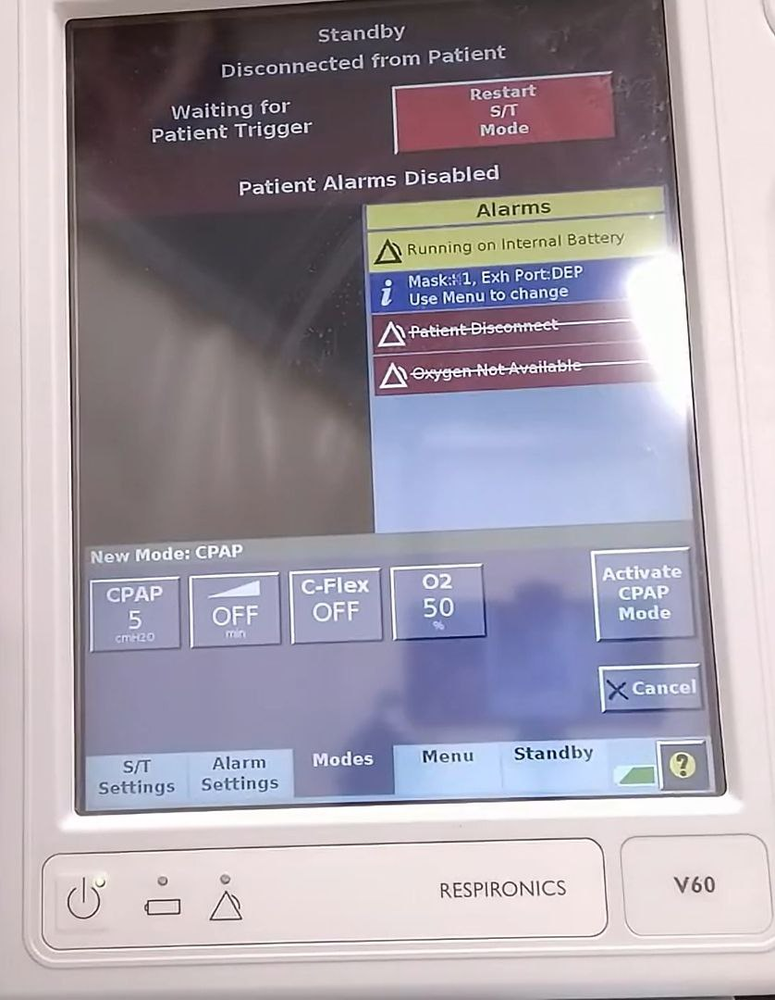 Standby
Disconnected from Patient
Waiting for
Patient Trigger
Restart
S/T
Mode
Patient Alarms Disabled
Alarms
Running on Internal Battery
i
Mask: 1, Exh Port:DEP
Use Menu to change
Patient Disconnect
Oxygen Not Available
New Mode: CPAP
CPAP
5
cmH2O
OFF
min
C-Flex
OFF
O2
50
%
Activate
CPAP
Mode
Cancel
S/T
Settings
Alarm
Settings
Modes
Menu
Standby
?
RESPIRONICS
V60